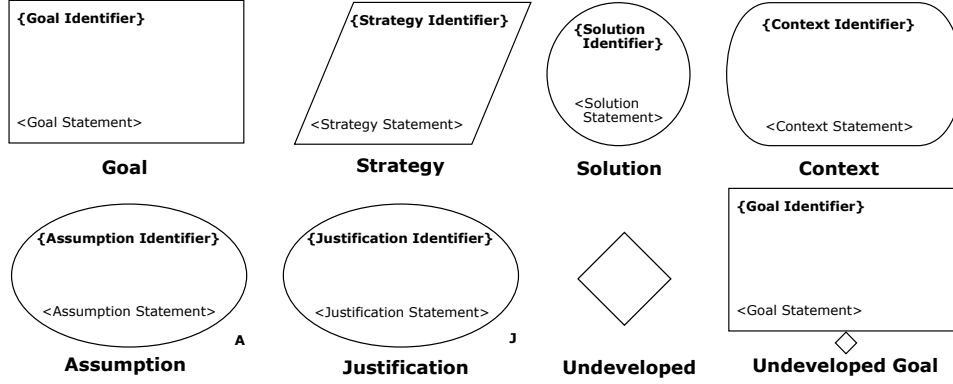 {Goal Identifier}
<Goal Statement>
Goal
{Strategy Identifier}
<Strategy Statement>
Strategy
{Solution
Identifier}
<Solution
Statement>
Solution
{Context Identifier}
<Context Statement>
Context
{Assumption Identifier}
<Assumption Statement>
A
Assumption
{Justification Identifier}
<Justification Statement>
J
Justification
Undeveloped
{Goal Identifier}
<Goal Statement>
Undeveloped Goal